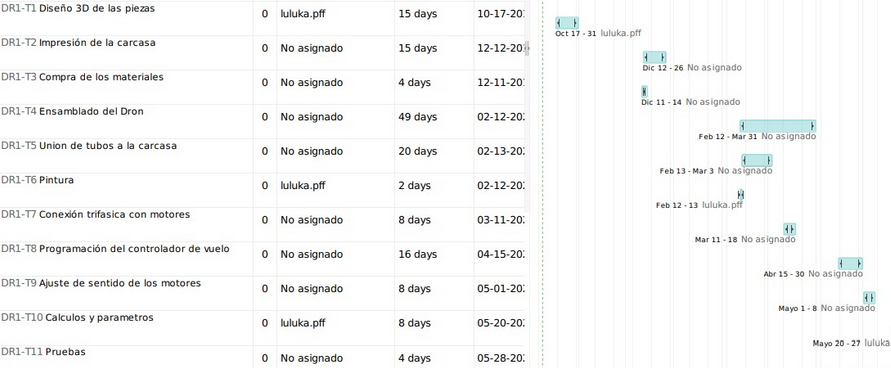 DR1-T1 Diseño 3D de las piezas 0 luluka.pff 15 days 10-17-20
Oct 17 - 31 luluka.pff
DR1-T2 Impresión de la carcasa 0 No asignado 15 days 12-12-20
Dic 12 - 26 No asignado
DR1-T3 Compra de los materiales 0 No asignado 4 days 12-11-20
Dic 11 - 14 No asignado
DR1-T4 Ensamblado del Dron 0 No asignado 49 days 02-12-20
Feb 12 - Mar 31 No asignado
DR1-T5 Union de tubos a la carcasa 0 No asignado 20 days 02-13-20
Feb 13 - Mar 3 No asignado
DR1-T6 Pintura 0 luluka.pff 2 days 02-12-20
Feb 12 - 13 luluka.pff
DR1-T7 Conexión trifasica con motores 0 No asignado 8 days 03-11-20
Mar 11 - 18 No asignado
DR1-T8 Programación del controlador de vuelo 0 No asignado 16 days 04-15-20
Abr 15 - 30 No asignado
DR1-T9 Ajuste de sentido de los motores 0 No asignado 8 days 05-01-20
Mayo 1 - 8 No asignado
DR1-T10 Calculos y parametros 0 luluka.pff 8 days 05-20-20
Mayo 20 - 27 luluka
DR1-T11 Pruebas 0 No asignado 4 days 05-28-20